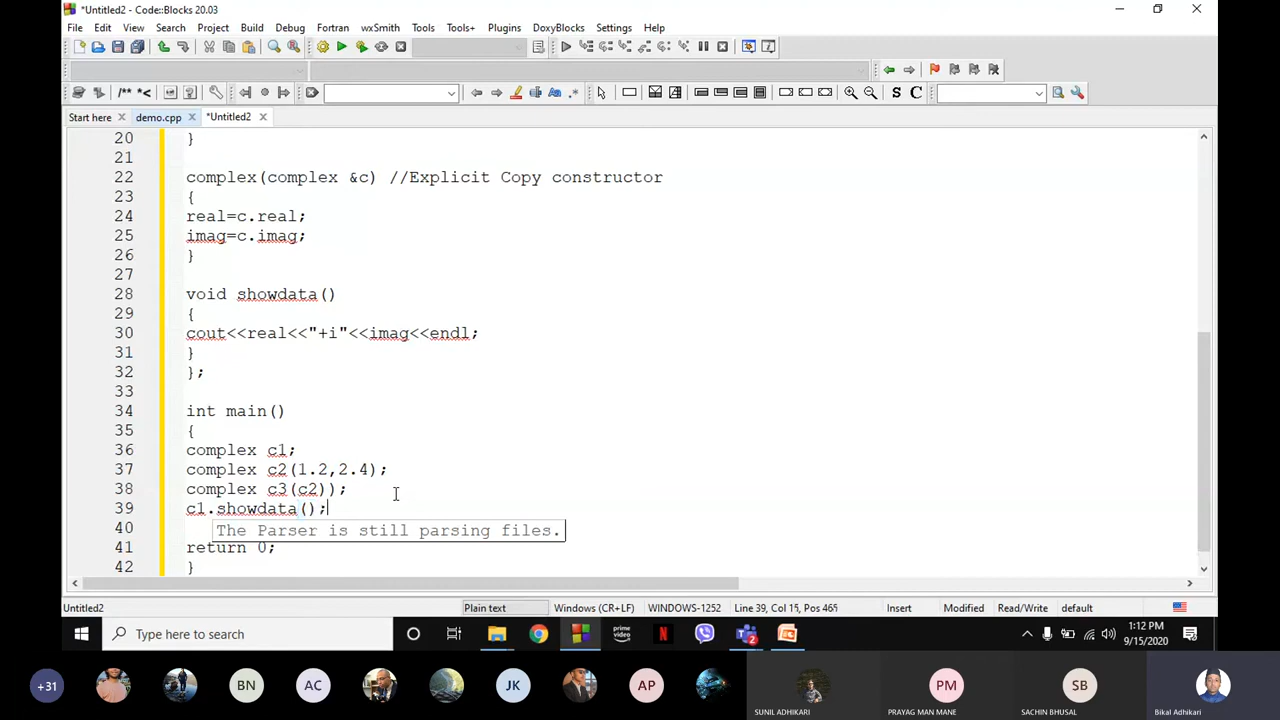 *Untitled2 - Code::Blocks 20.03
File Edit View Search Project Build Debug Fortran wxSmith Tools Tools+ Plugins DoxyBlocks Settings Help
/** *<
S C
Start here demo.cpp *Untitled2
20 }
21
22 complex(complex &c) //Explicit Copy constructor
23 {
24 real=c.real;
25 imag=c.imag;
26 }
27
28 void showdata()
29 {
30 cout<<real<<"+i"<<imag<<endl;
31 }
32 };
33
34 int main()
35 {
36 complex c1;
37 complex c2(1.2,2.4);
38 complex c3(c2));
39 c1.showdata();
40 The Parser is still parsing files.
41 return 0;
42 }
Untitled2 Plain text Windows (CR+LF) WINDOWS-1252 Line 39, Col 15, Pos 465 Insert Modified Read/Write default
Type here to search
prime video
N
1:12 PM
9/15/2020
+31 BN AC JK AP PM SB
SUNIL ADHIKARI PRAYAG MAN MANE SACHIN BHUSAL Bikal Adhikari